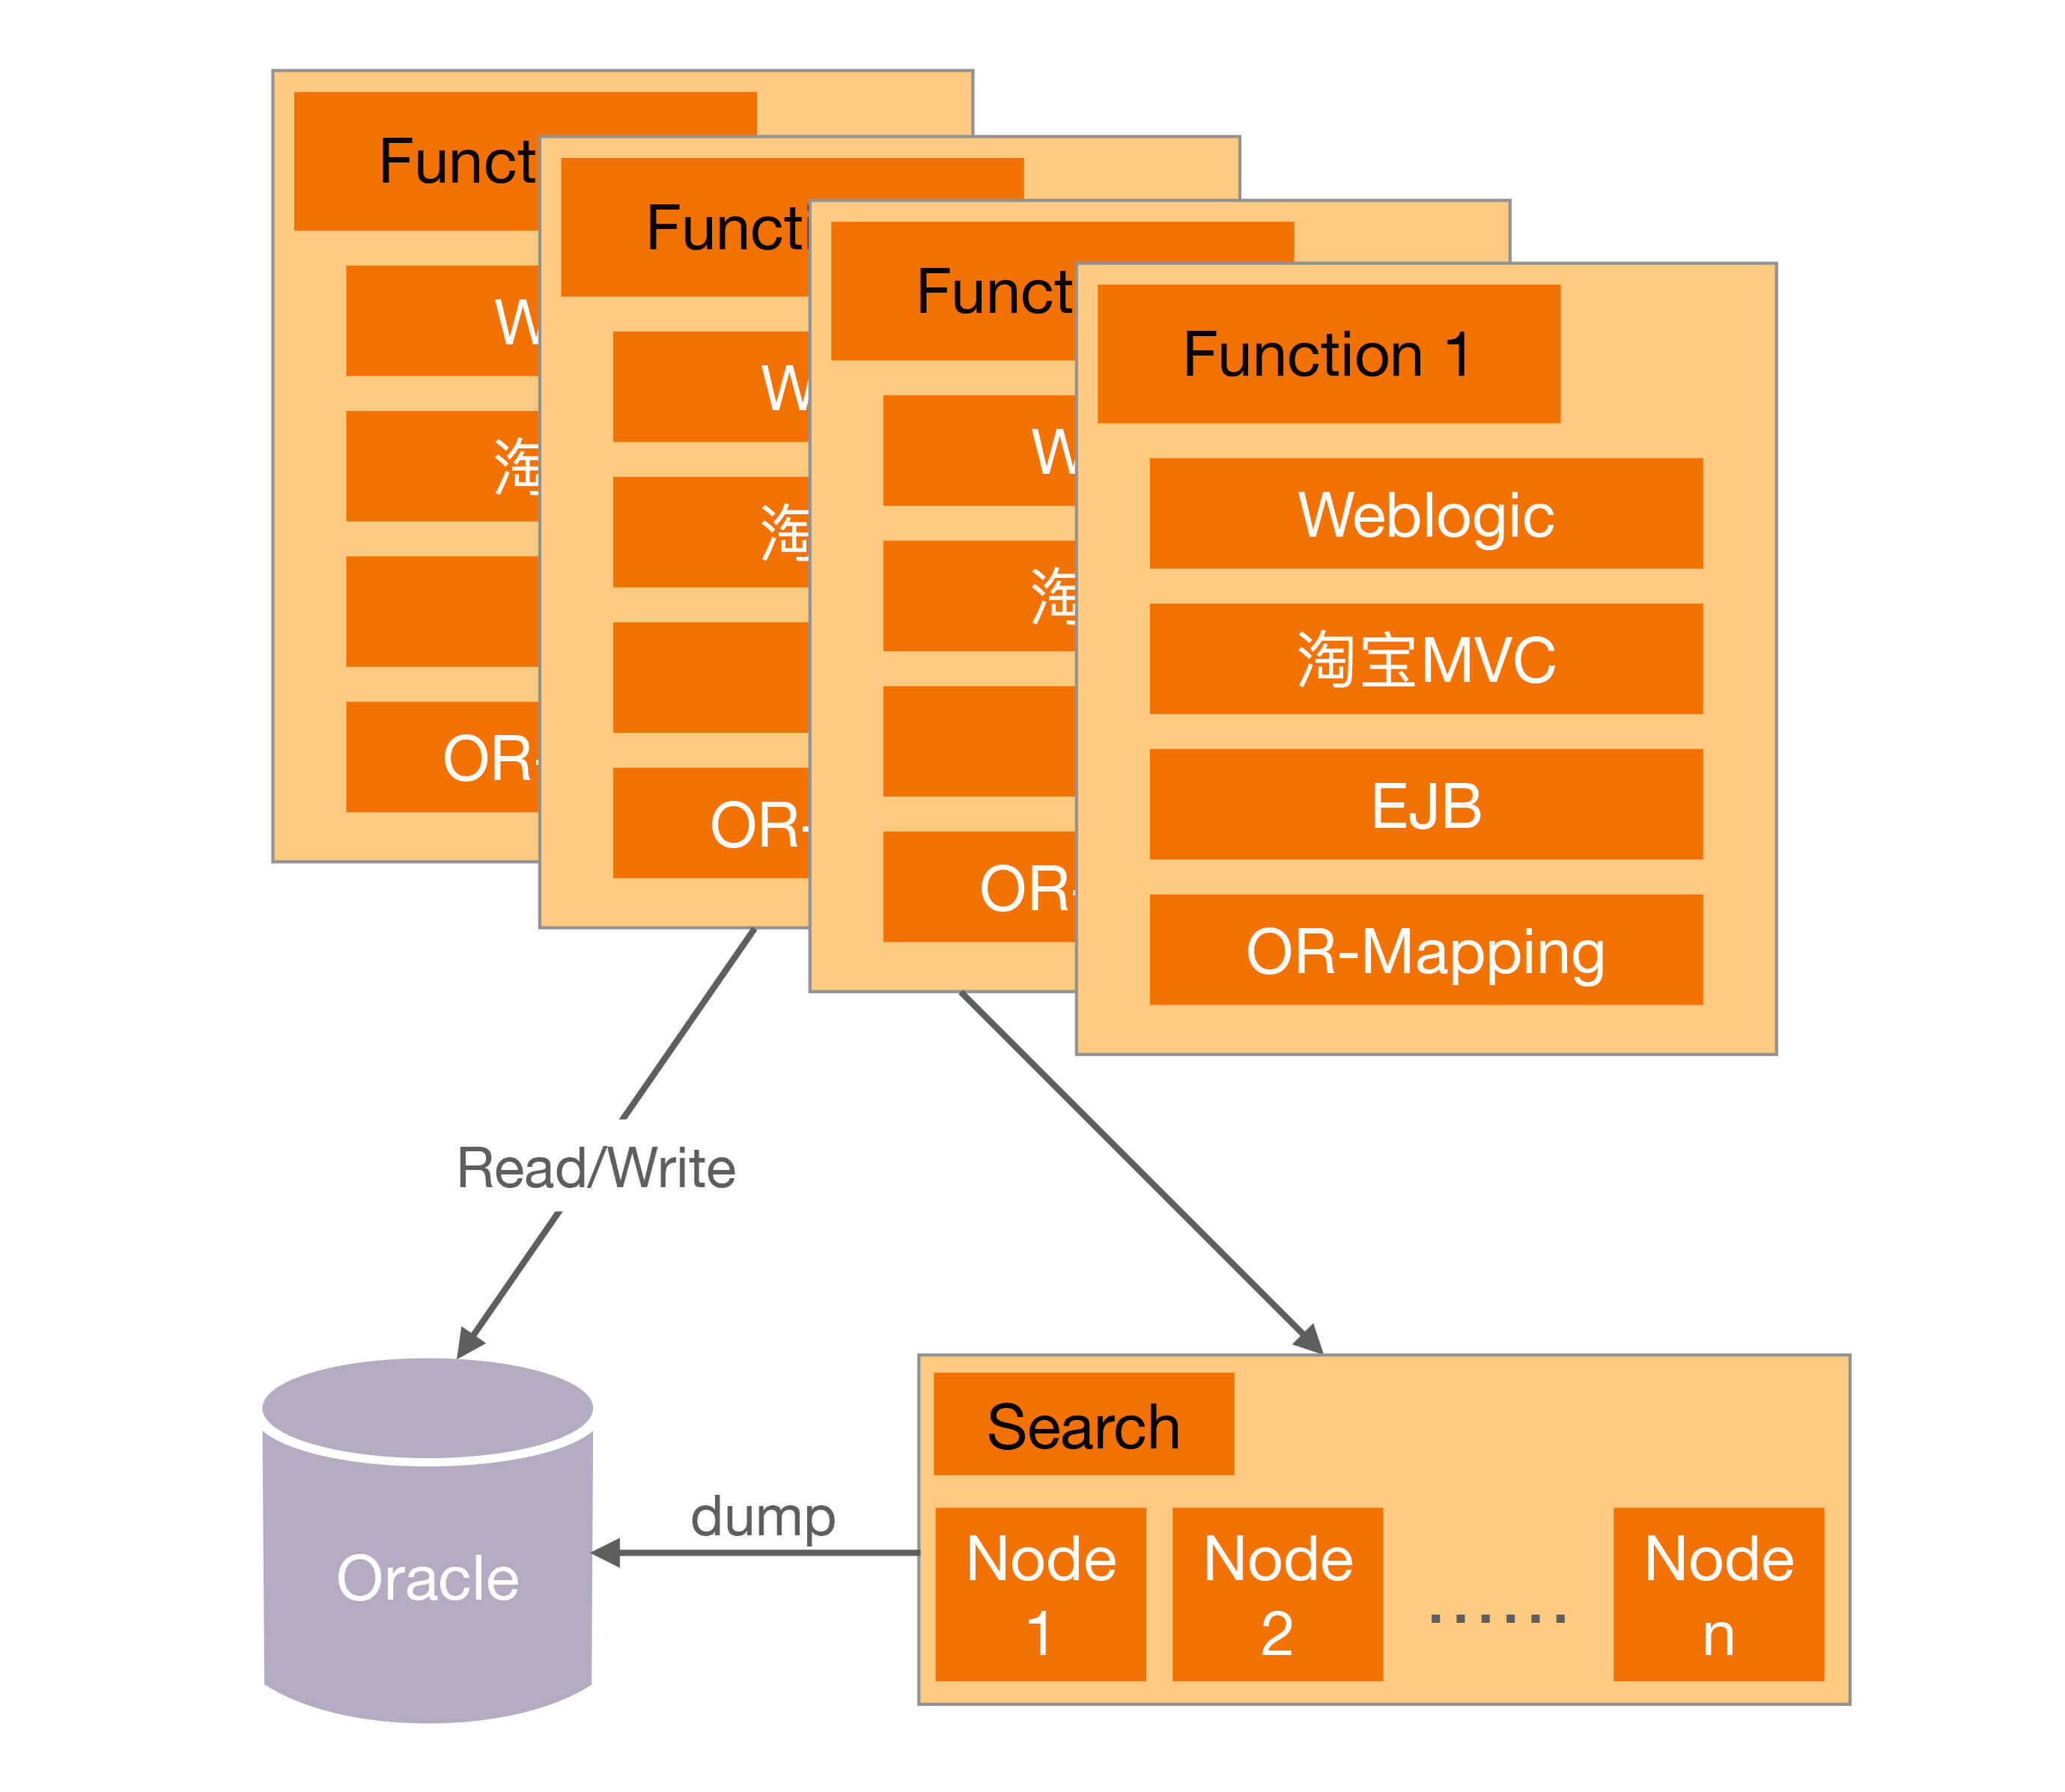 Funct
W
淘
OR-
Functi
W
淘
OR-
Funct
W
淘
OR-
Function 1
Weblogic
淘宝MVC
EJB
OR-Mapping
Read/Write
Oracle
dump
Search
Node
1
Node
2
······
Node
n